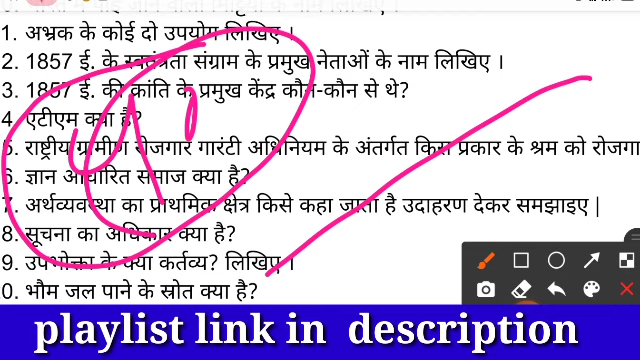 1. अभ्रक के कोई दो उपयोग लिखिए ।
2. 1857 ई. के स्वतंत्रता संग्राम के प्रमुख नेताओं के नाम लिखिए ।
3. 1857 ई. की क्रांति के प्रमुख केंद्र कौन-कौन से थे?
4. एटीएम क्या है?
5. राष्ट्रीय ग्रामीण रोजगार गारंटी अधिनियम के अंतर्गत किस प्रकार के श्रम को रोजगा
6. ज्ञान आधारित समाज क्या है?
7. अर्थव्यवस्था का प्राथमिक क्षेत्र किसे कहा जाता है उदाहरण देकर समझाइए |
8. सूचना का अधिकार क्या है?
9. उपभोक्ता के क्या कर्तव्य? लिखिए ।
0. भौम जल पाने के स्रोत क्या है?
playlist link in description